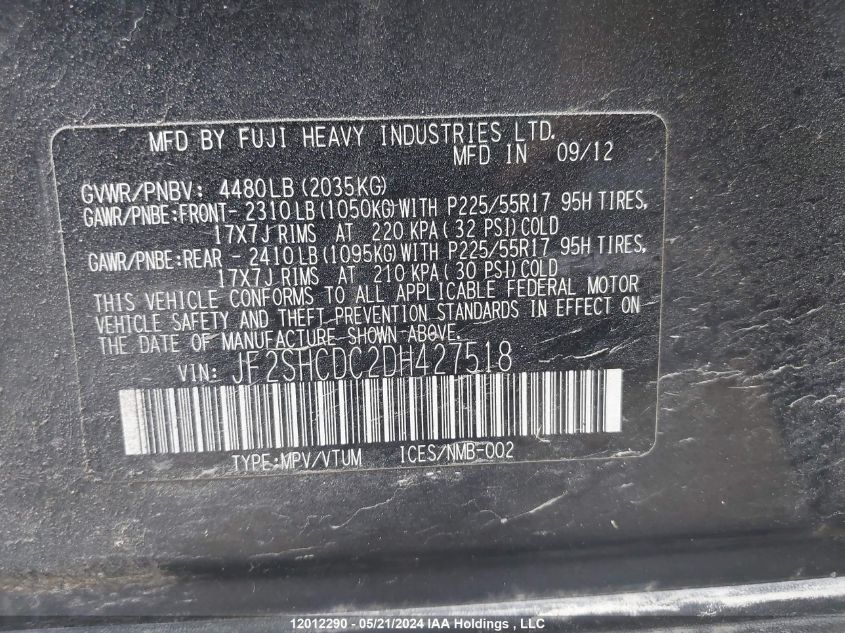 MFD BY FUJI HEAVY INDUSTRIES LTD.
MFD IN 09/12
GVWR/PNBV: 4480LB (2035KG)
GAWR/PNBE:FRONT- 2310LB (1050KG) WITH P225/55R17 95H TIRES,
17X7J RIMS AT 220 KPA (32 PSI) COLD
GAWR/PNBE:REAR - 2410LB (1095KG) WITH P225/55R17 95H TIRES,
17X7J RIMS AT 210 KPA (30 PSI) COLD
THIS VEHICLE CONFORMS TO ALL APPLICABLE FEDERAL MOTOR
VEHICLE SAFETY AND THEFT PREVENTION STANDARDS IN EFFECT ON
THE DATE OF MANUFACTURE SHOWN ABOVE.
VIN: JF2SHCDC2DH427518
TYPE:MPV/VTUM ICES/NMB-002
12012290 - 05/21/2024 IAA Holdings , LLC